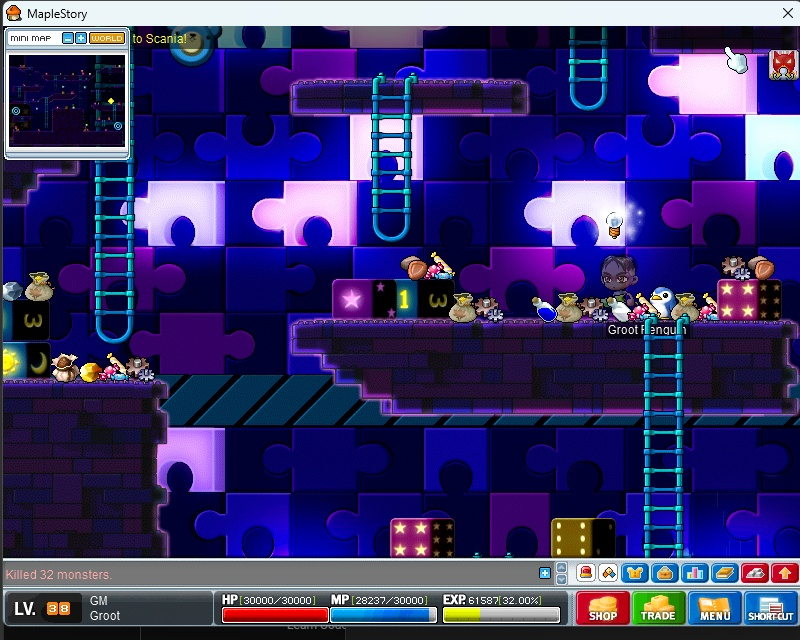 MapleStory
MINI MAP WORLD
to Scania!
1
Groot Penguin
Killed 32 monsters.
LV. 38
GM
Groot
HP[30000/30000] MP[28237/30000] EXP.61587[32.00%]
SHOP TRADE MENU SHORT CUT